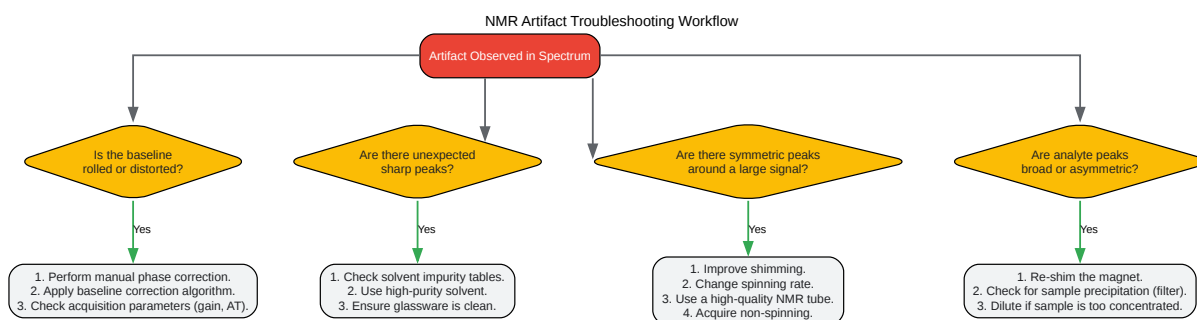 NMR Artifact Troubleshooting Workflow
Artifact Observed in Spectrum
Is the baseline
rolled or distorted?
Are there unexpected
sharp peaks?
Are there symmetric peaks
around a large signal?
Are analyte peaks
broad or asymmetric?
Yes
Yes
Yes
Yes
1. Perform manual phase correction.
2. Apply baseline correction algorithm.
3. Check acquisition parameters (gain, AT).
1. Check solvent impurity tables.
2. Use high-purity solvent.
3. Ensure glassware is clean.
1. Improve shimming.
2. Change spinning rate.
3. Use a high-quality NMR tube.
4. Acquire non-spinning.
1. Re-shim the magnet.
2. Check for sample precipitation (filter).
3. Dilute if sample is too concentrated.